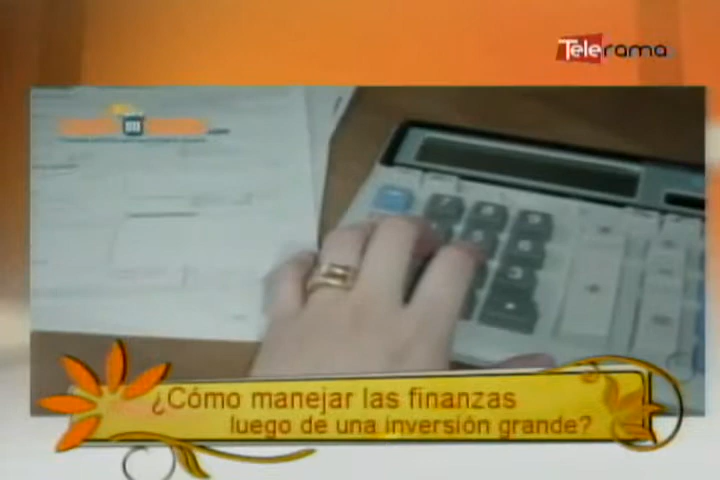 Telerama
¿Cómo manejar las finanzas
luego de una inversión grande?